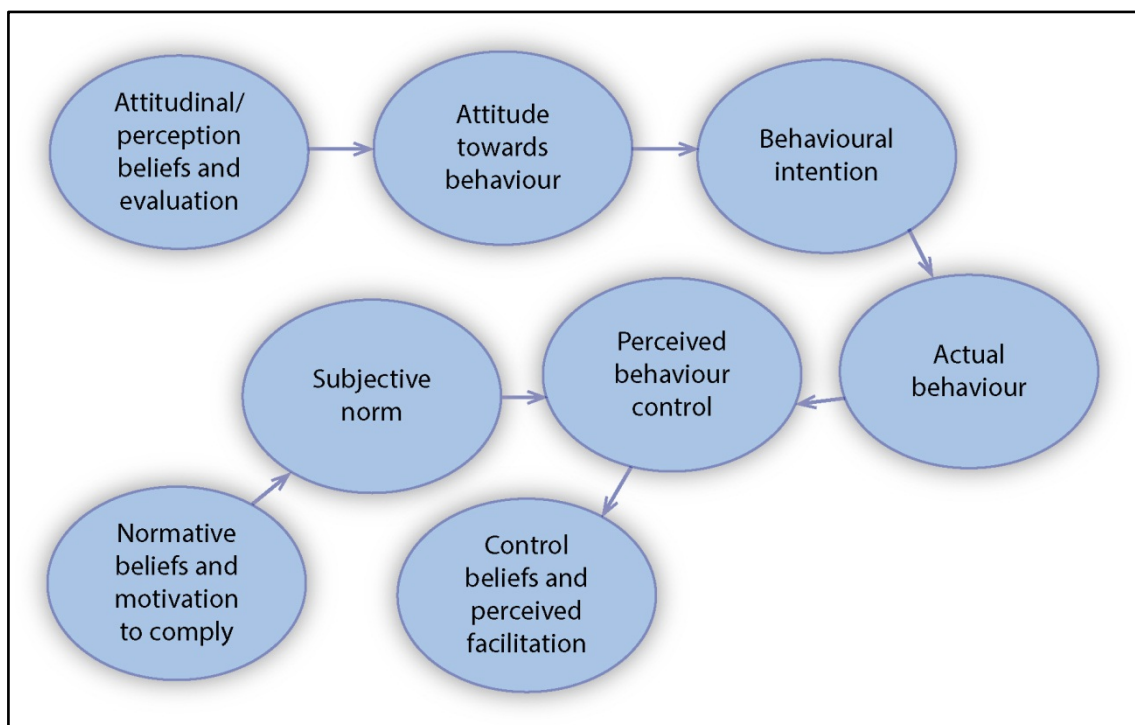 Attitudinal/
perception
beliefs and
evaluation
Attitude
towards
behaviour
Behavioural
intention
Subjective
norm
Perceived
behaviour
control
Actual
behaviour
Normative
beliefs and
motivation
to comply
Control
beliefs and
perceived
facilitation